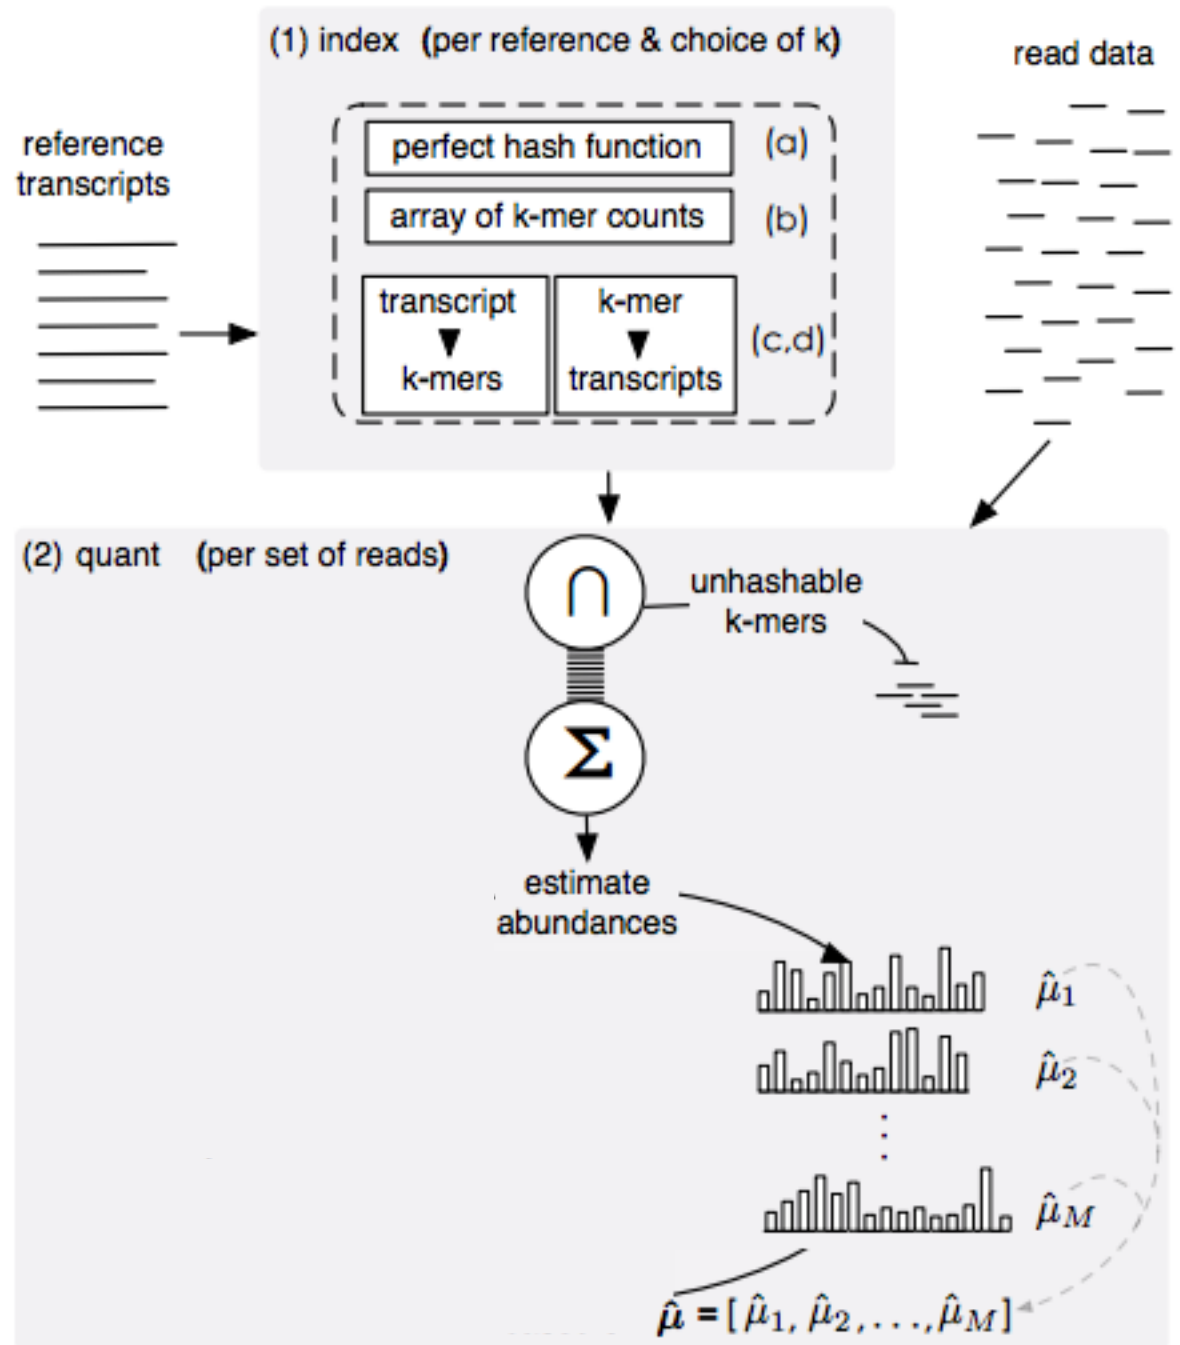 (1) index (per reference & choice of k)
read data
reference
transcripts
perfect hash function (a)
array of k-mer counts (b)
transcript
k-mers
k-mer
transcripts
(c,d)
(2) quant (per set of reads)
∩
unhashable
k-mers
Σ
estimate
abundances
μ̂1
μ̂2
⋮
μ̂M
μ̂ = [ μ̂1, μ̂2, . . . , μ̂M ]